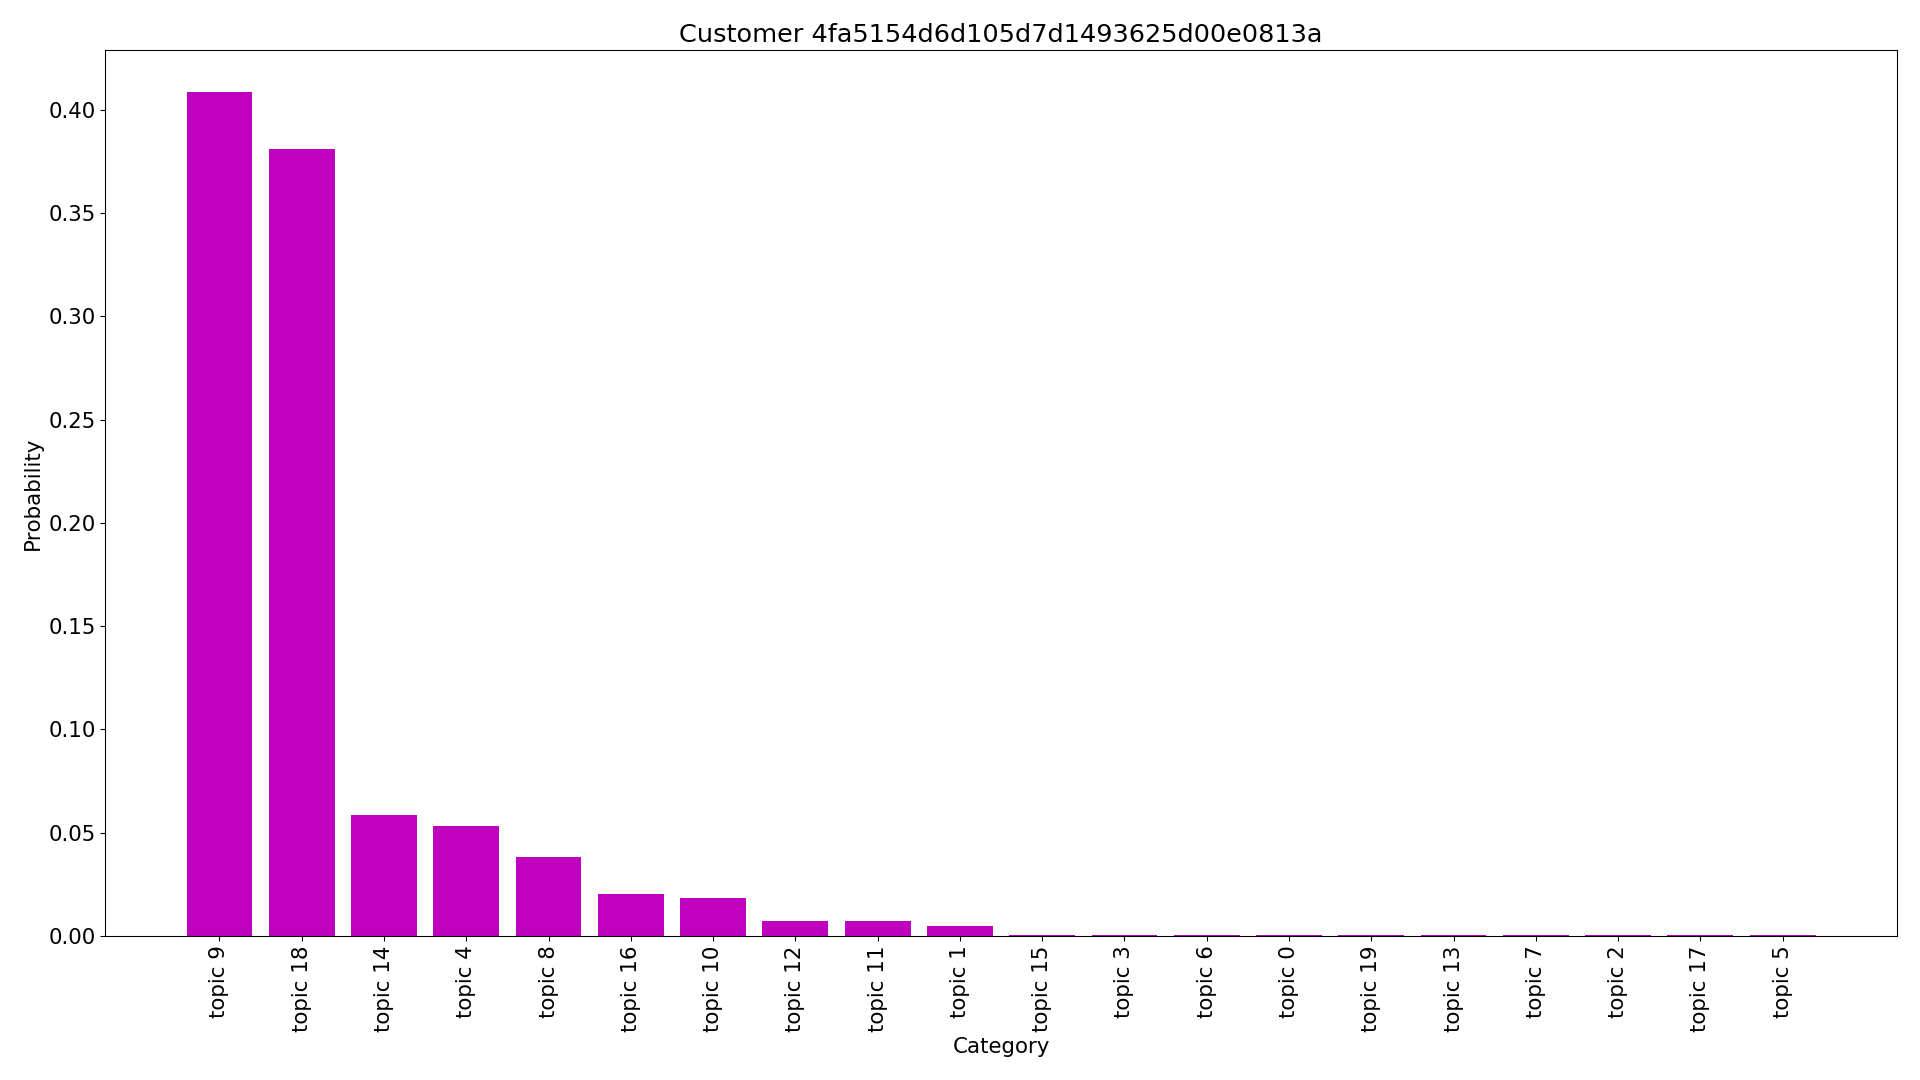 Customer 4fa5154d6d105d7d1493625d00e0813a
0.40
0.35
0.30
0.25
0.20
0.15
0.10
0.05
0.00
Probability
topic 9
topic 18
topic 14
topic 4
topic 8
topic 16
topic 10
topic 12
topic 11
topic 1
topic 15
topic 3
topic 6
topic 0
topic 19
topic 13
topic 7
topic 2
topic 17
topic 5
Category